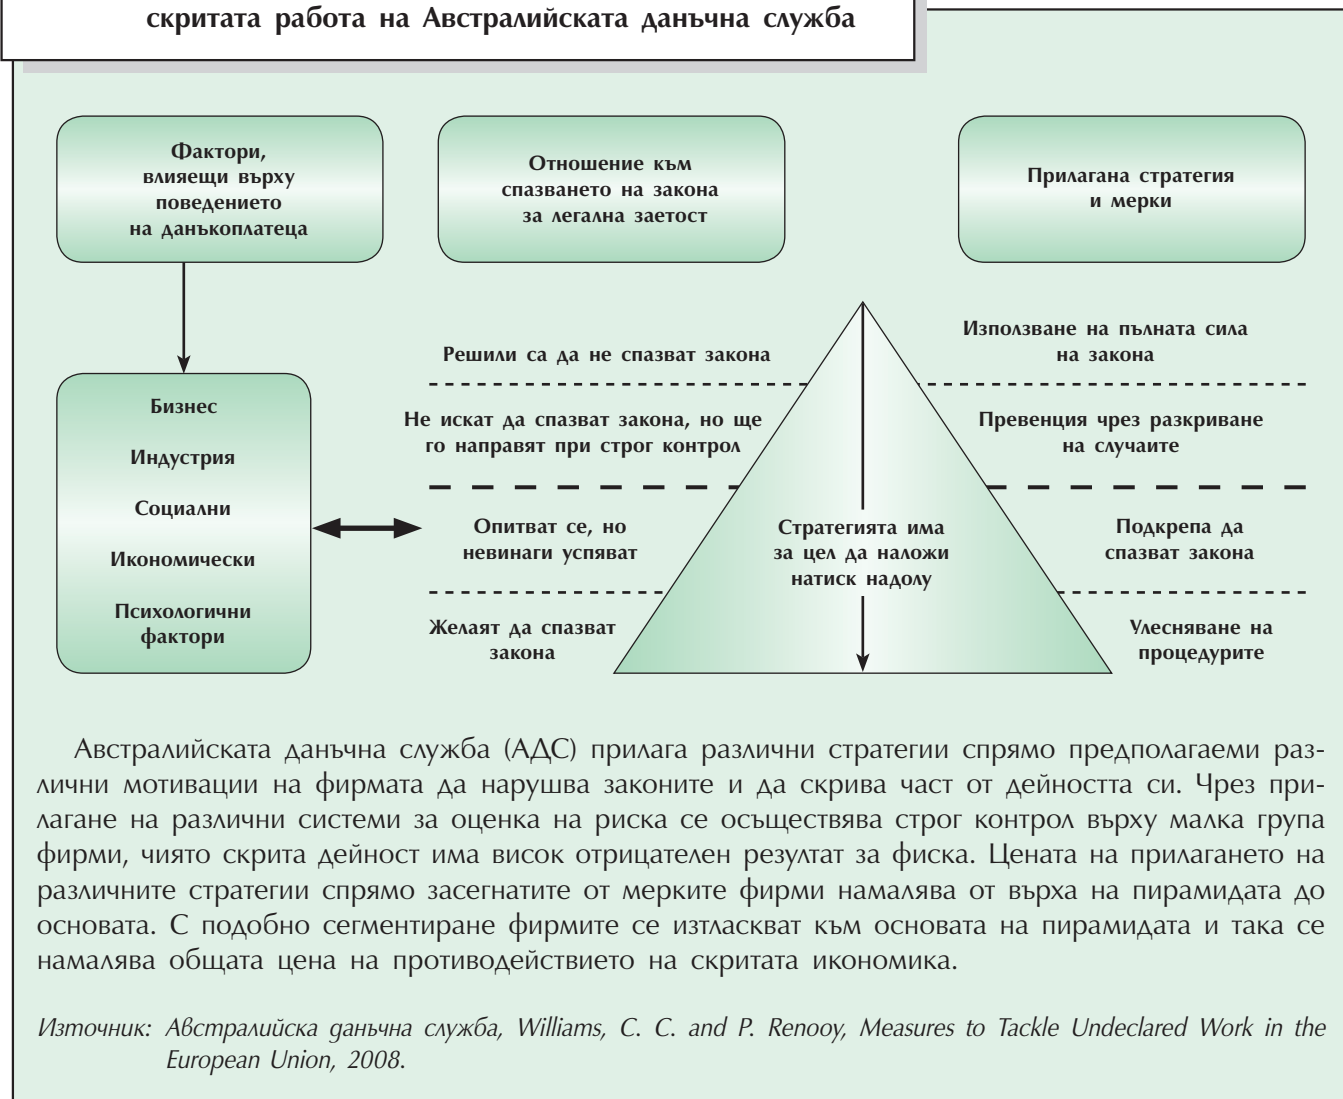 скритата работа на Австралийската данъчна служба
Фактори,
влияещи върху
поведението
на данъкоплатеца
Отношение към
спазването на закона
за легална заетост
Прилагана стратегия
и мерки
Бизнес
Индустрия
Социални
Икономически
Психологични
фактори
Решили са да не спазват закона
Не искат да спазват закона, но ще
го направят при строг контрол
Опитват се, но
невинаги успяват
Желаят да спазват
закона
Стратегията има
за цел да наложи
натиск надолу
Използване на пълната сила
на закона
Превенция чрез разкриване
на случаите
Подкрепа да
спазват закона
Улесняване на
процедурите
Австралийската данъчна служба (АДС) прилага различни стратегии спрямо предполагаеми раз-
лични мотивации на фирмата да нарушва законите и да скрива част от дейността си. Чрез при-
лагане на различни системи за оценка на риска се осъществява строг контрол върху малка група
фирми, чиято скрита дейност има висок отрицателен резултат за фиска. Цената на прилагането на
различните стратегии спрямо засегнатите от мерките фирми намалява от върха на пирамидата до
основата. С подобно сегментиране фирмите се изтласкват към основата на пирамидата и така се
намалява общата цена на противодействието на скритата икономика.
Източник: Австралийска данъчна служба, Williams, C. C. and P. Renooy, Measures to Tackle Undeclared Work in the
European Union, 2008.